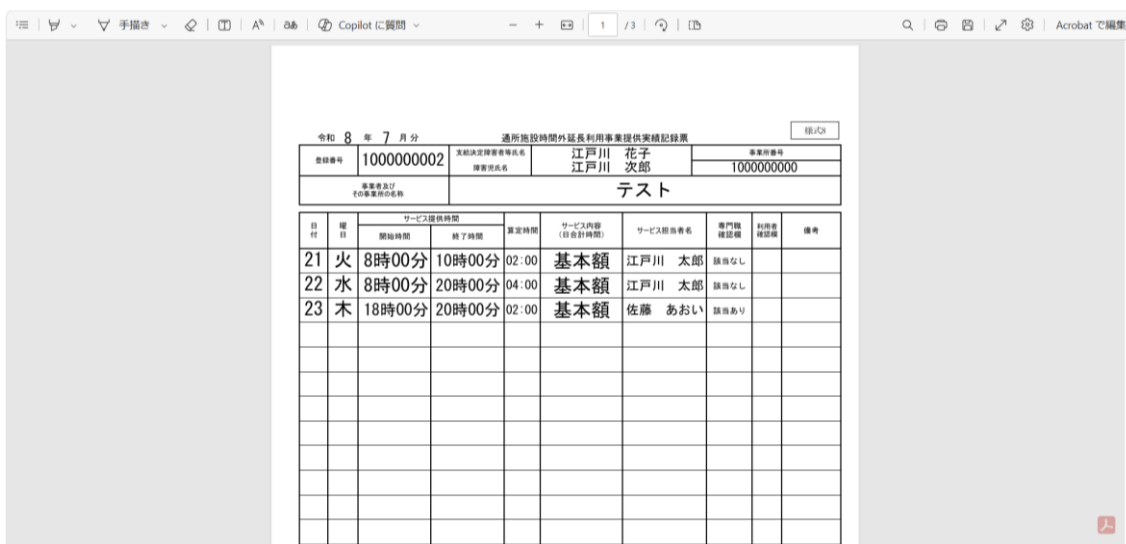 手描き Copilot に質問 1 /3 Acrobat で編集
様式8
令和 8 年 7 月分 通所施設時間外延長利用事業提供実績記録票
登録番号 1000000002 支給決定障害者等氏名 江戸川 花子 事業所番号
障害児氏名 江戸川 次郎 1000000000
事業者及び
その事業所の名称 テスト
日付 曜日 サービス提供時間 算定時間 サービス内容（日合計時間） サービス担当者名 専門職確認欄 利用者確認欄 備考
開始時間 終了時間
21 火 8時00分 10時00分 02:00 基本額 江戸川 太郎 該当なし
22 水 8時00分 20時00分 04:00 基本額 江戸川 太郎 該当なし
23 木 18時00分 20時00分 02:00 基本額 佐藤 あおい 該当あり